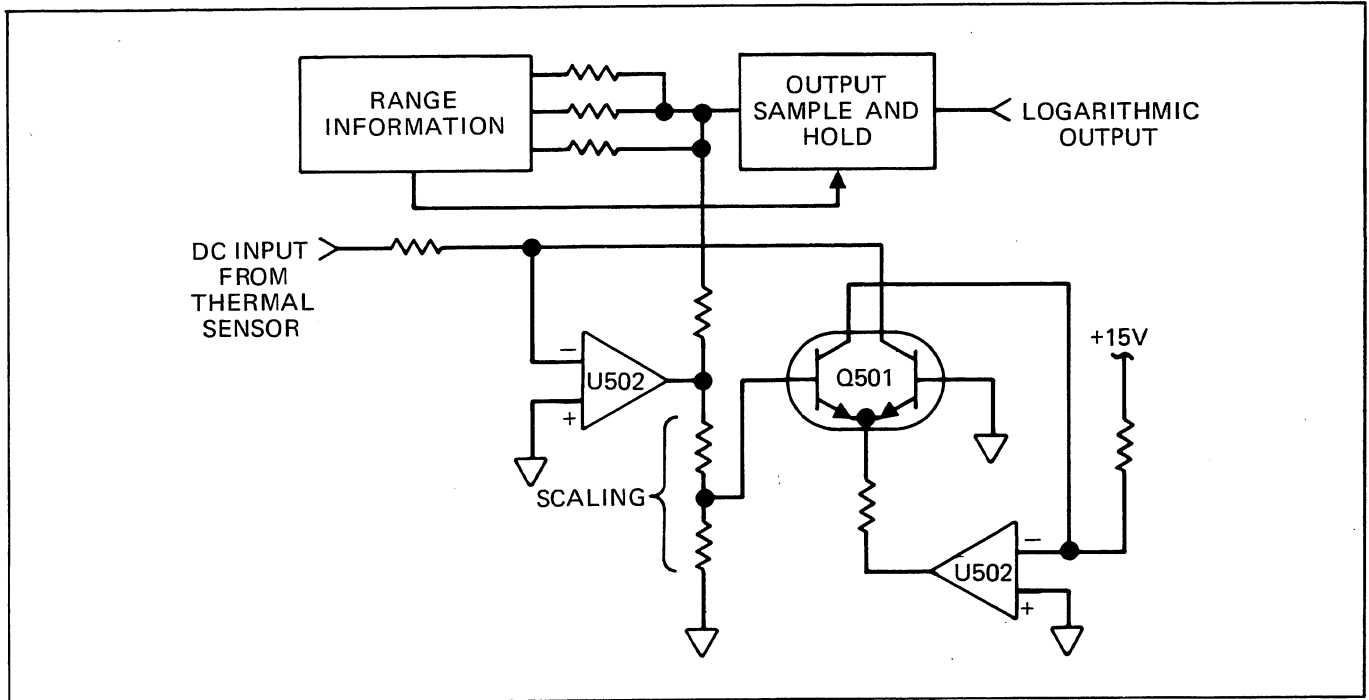 RANGE
INFORMATION
OUTPUT
SAMPLE AND
HOLD
LOGARITHMIC
OUTPUT
DC INPUT
FROM
THERMAL
SENSOR
−
U502
+
SCALING
Q501
+15V
−
U502
+